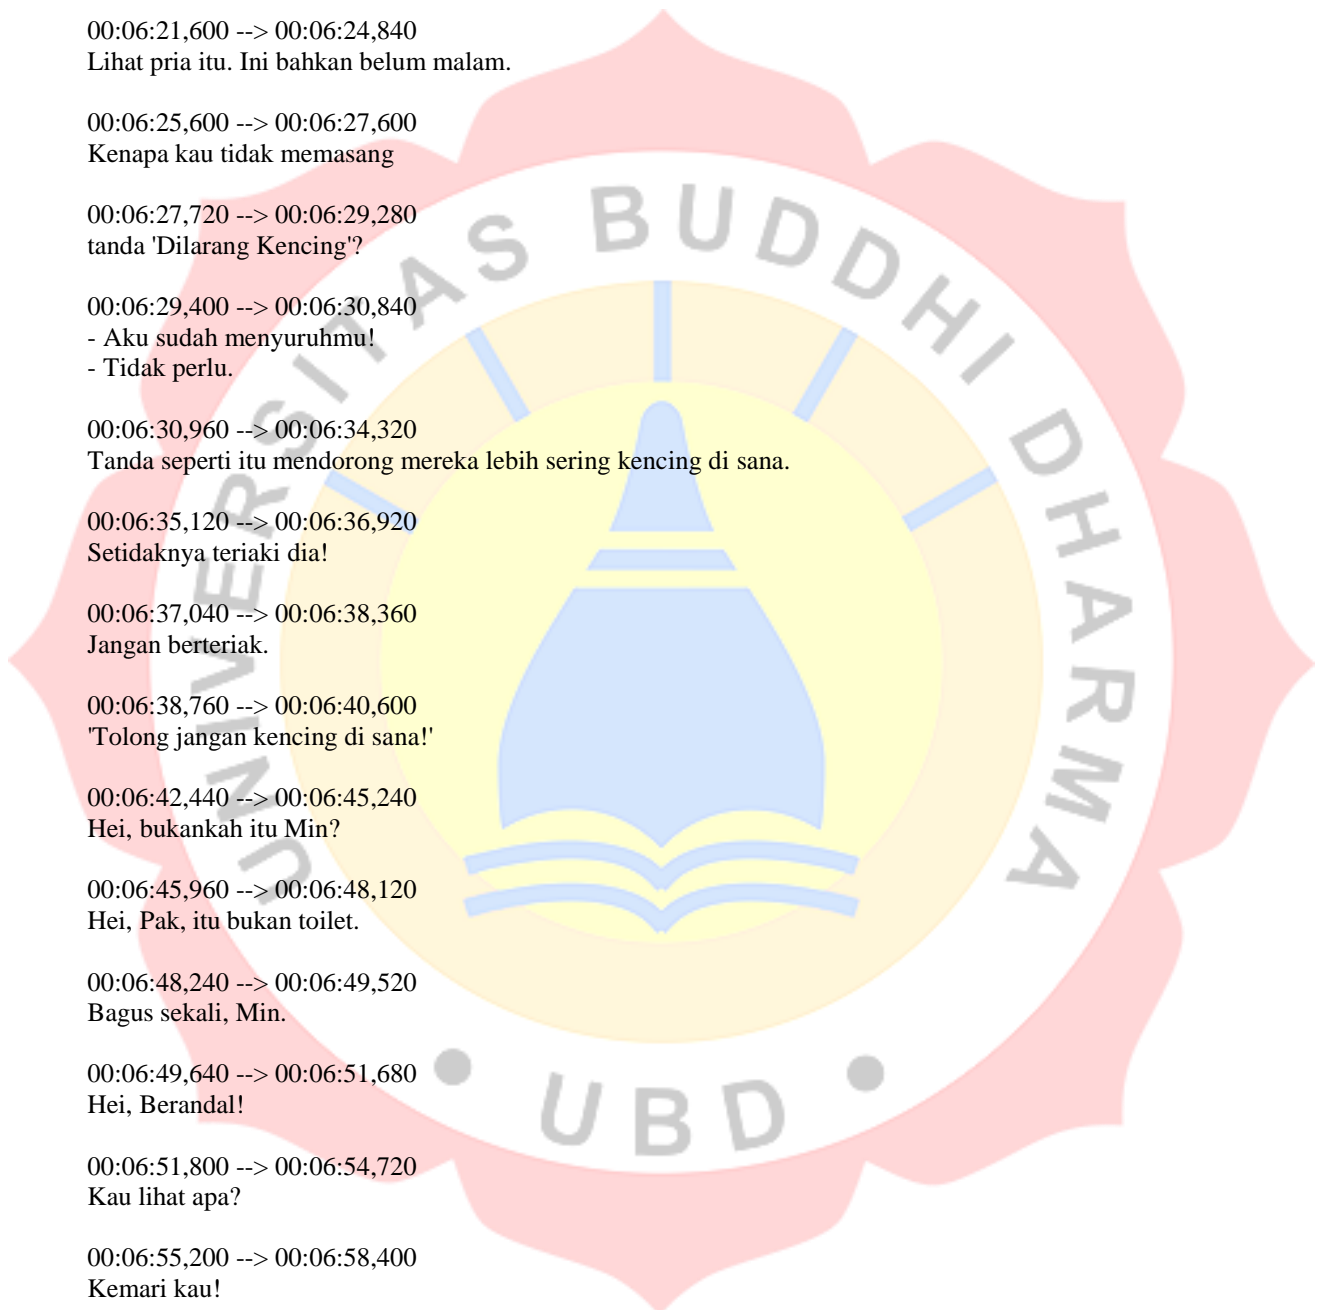 00:06:21,600 --> 00:06:24,840
Lihat pria itu. Ini bahkan belum malam.
00:06:25,600 --> 00:06:27,600
Kenapa kau tidak memasang
00:06:27,720 --> 00:06:29,280
tanda 'Dilarang Kencing'?
00:06:29,400 --> 00:06:30,840
- Aku sudah menyuruhmu!
- Tidak perlu.
00:06:30,960 --> 00:06:34,320
Tanda seperti itu mendorong mereka lebih sering kencing di sana.
00:06:35,120 --> 00:06:36,920
Setidaknya teriaki dia!
00:06:37,040 --> 00:06:38,360
Jangan berteriak.
00:06:38,760 --> 00:06:40,600
'Tolong jangan kencing di sana!'
00:06:42,440 --> 00:06:45,240
Hei, bukankah itu Min?
00:06:45,960 --> 00:06:48,120
Hei, Pak, itu bukan toilet.
00:06:48,240 --> 00:06:49,520
Bagus sekali, Min.
00:06:49,640 --> 00:06:51,680
Hei, Berandal!
00:06:51,800 --> 00:06:54,720
Kau lihat apa?
00:06:55,200 --> 00:06:58,400
Kemari kau!
UNIVERSITAS BUDDHI DHARMA
UBD